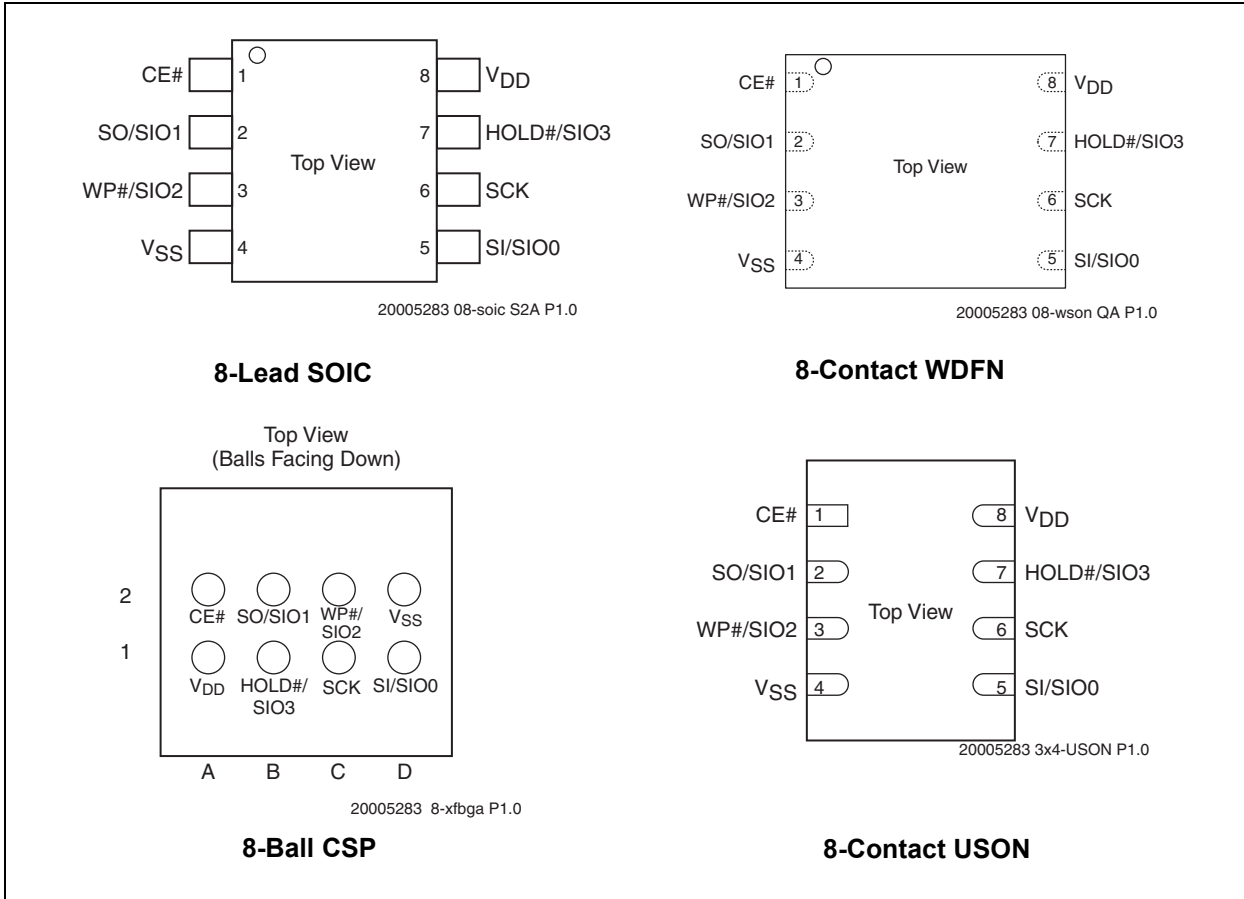 CE# 1 8 VDD
SO/SIO1 2 7 HOLD#/SIO3
Top View
WP#/SIO2 3 6 SCK
VSS 4 5 SI/SIO0
20005283 08-soic S2A P1.0
8-Lead SOIC
CE# 1 8 VDD
SO/SIO1 2 7 HOLD#/SIO3
Top View
WP#/SIO2 3 6 SCK
VSS 4 5 SI/SIO0
20005283 08-wson QA P1.0
8-Contact WDFN
Top View
(Balls Facing Down)
2
CE# SO/SIO1 WP#/ VSS
SIO2
1
VDD HOLD#/ SCK SI/SIO0
SIO3
A B C D
20005283 8-xfbga P1.0
8-Ball CSP
CE# 1 8 VDD
SO/SIO1 2 7 HOLD#/SIO3
Top View
WP#/SIO2 3 6 SCK
VSS 4 5 SI/SIO0
20005283 3x4-USON P1.0
8-Contact USON